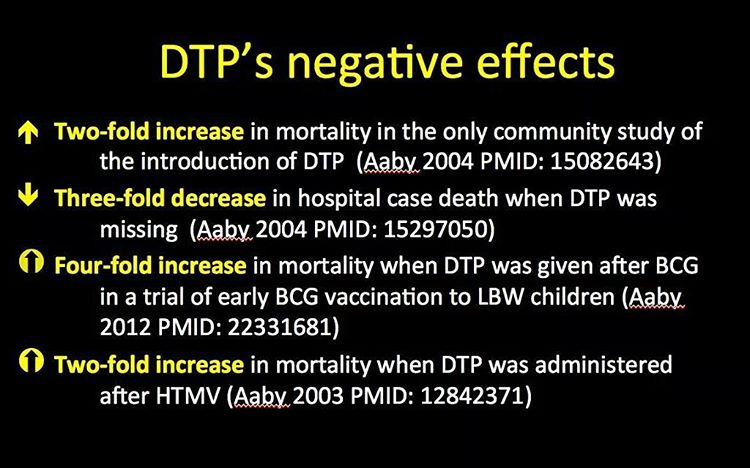 DTP's negative effects
Two-fold increase in mortality in the only community study of
the introduction of DTP (Aaby 2004 PMID: 15082643)
Three-fold decrease in hospital case death when DTP was
missing (Aaby 2004 PMID: 15297050)
Four-fold increase in mortality when DTP was given after BCG
in a trial of early BCG vaccination to LBW children (Aaby
2012 PMID: 22331681)
Two-fold increase in mortality when DTP was administered
after HTMV (Aaby 2003 PMID: 12842371)